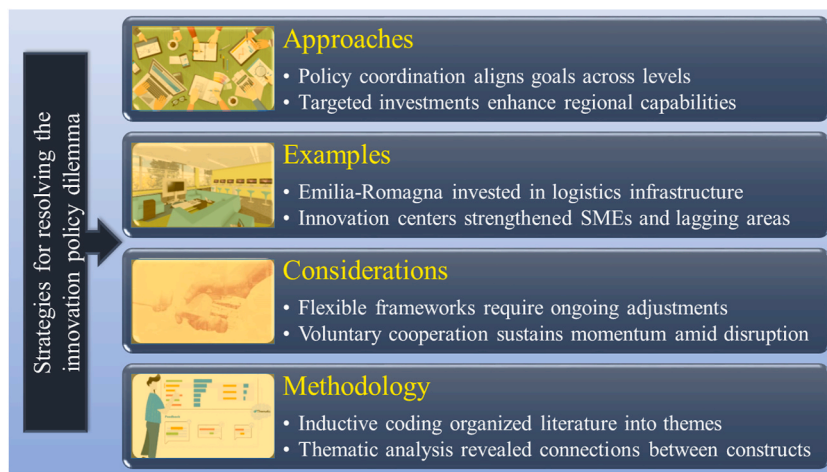 Strategies for resolving the
innovation policy dilemma
Approaches
• Policy coordination aligns goals across levels
• Targeted investments enhance regional capabilities
Examples
• Emilia-Romagna invested in logistics infrastructure
• Innovation centers strengthened SMEs and lagging areas
Considerations
• Flexible frameworks require ongoing adjustments
• Voluntary cooperation sustains momentum amid disruption
Methodology
• Inductive coding organized literature into themes
• Thematic analysis revealed connections between constructs